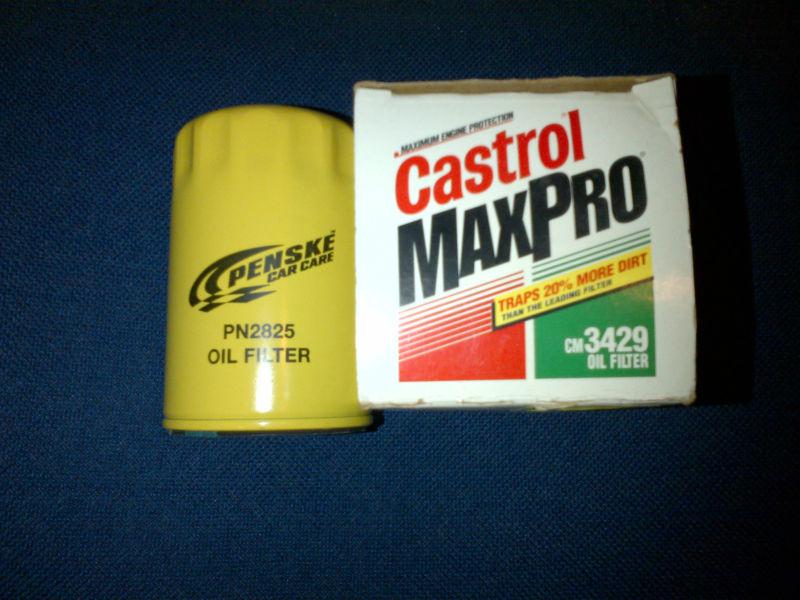 PENSKE™
CAR CARE
PN2825
OIL FILTER
MAXIMUM ENGINE PROTECTION
Castrol
MAXPRO
TRAPS 20% MORE DIRT
THAN THE LEADING FILTER
CM 3429
OIL FILTER